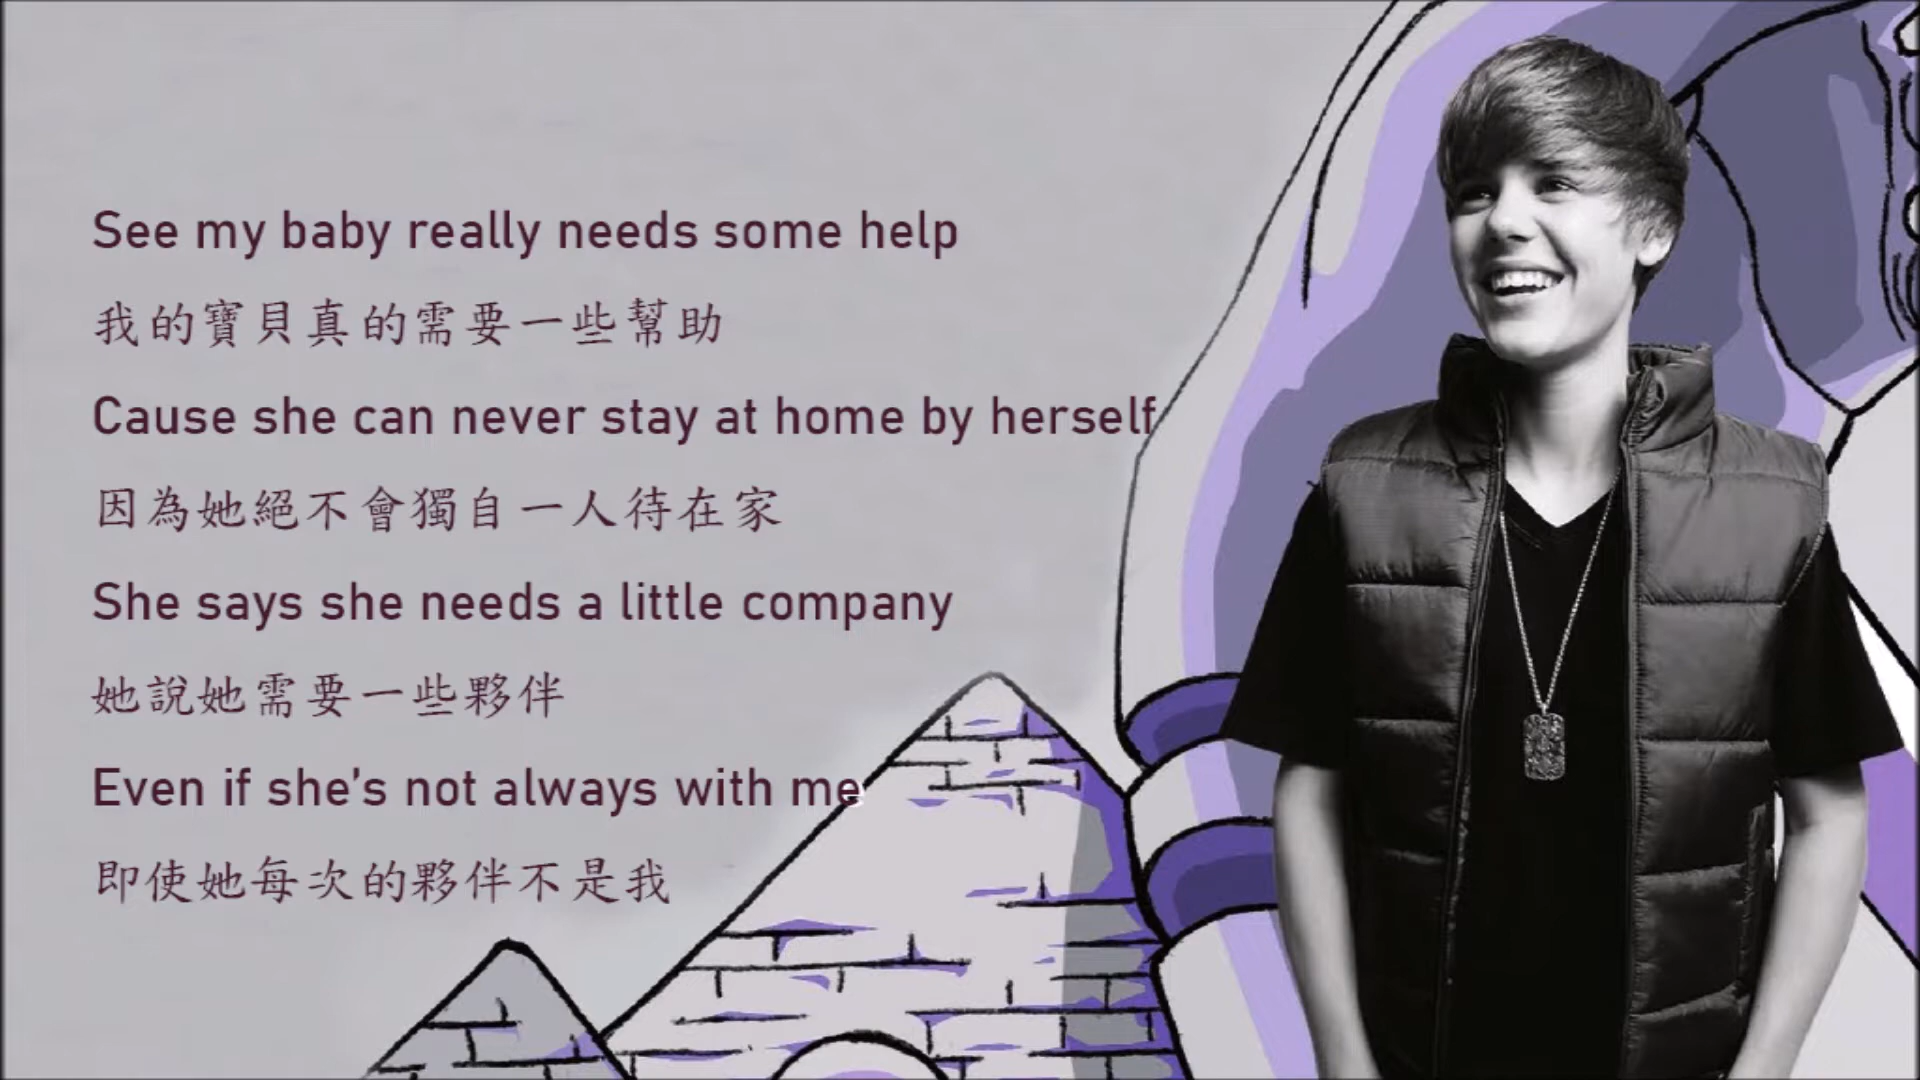 See my baby really needs some help
我的寶貝真的需要一些幫助
Cause she can never stay at home by herself
因為她絕不會獨自一人待在家
She says she needs a little company
她說她需要一些夥伴
Even if she's not always with me
即使她每次的夥伴不是我